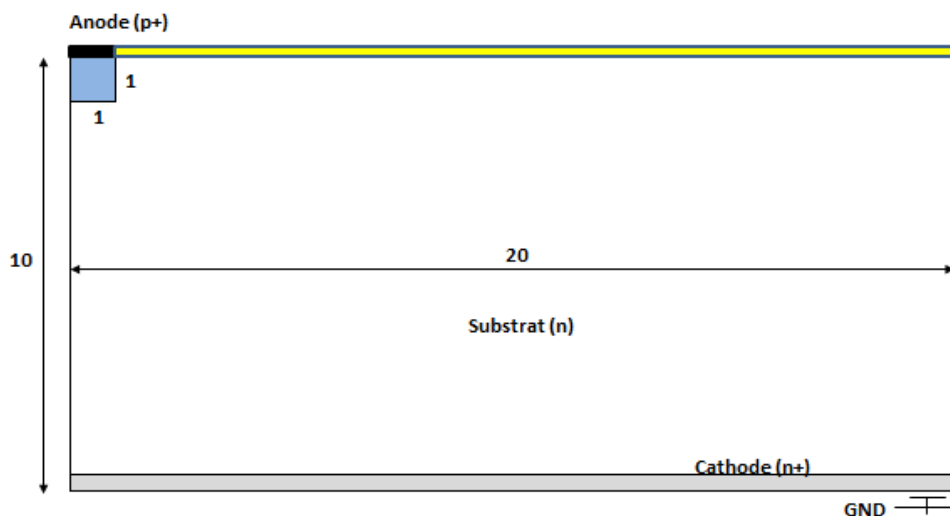 Anode (p+)
1
1
10
20
Substrat (n)
Cathode (n+)
GND